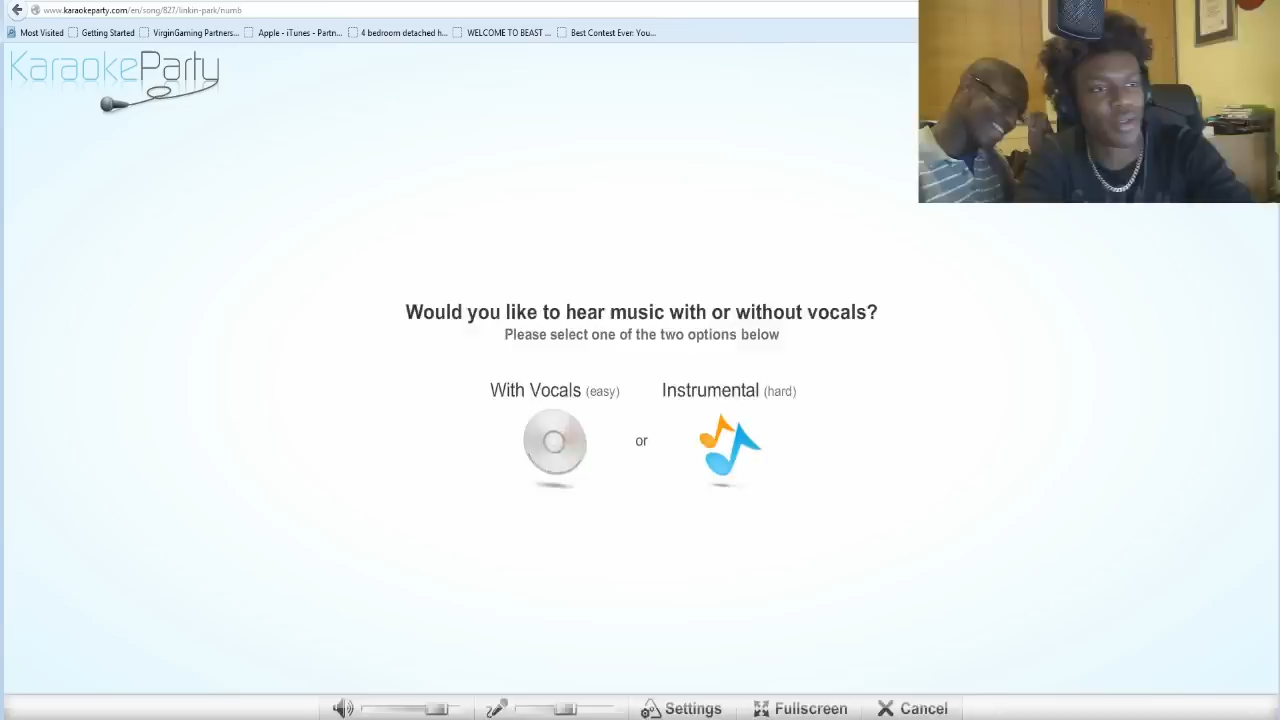 www.karaokeparty.com/en/song/827/linkin-park/numb
Most Visited Getting Started VirginGaming Partners... Apple - iTunes - Partn... 4 bedroom detached h... WELCOME TO BEAST ... Best Contest Ever: You...
KaraokeParty
Would you like to hear music with or without vocals?
Please select one of the two options below
With Vocals (easy) Instrumental (hard)
or
Settings Fullscreen Cancel